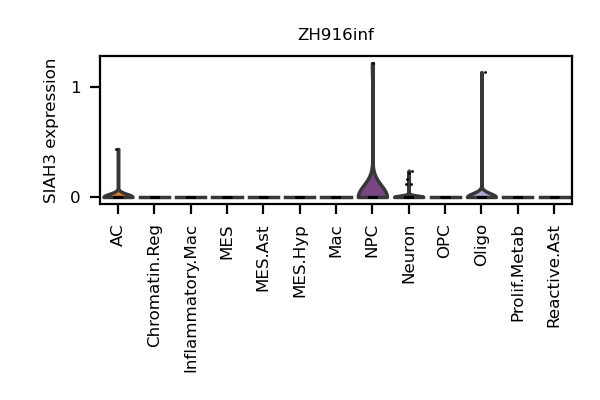 ZH916inf
SIAH3 expression
1
0
AC
Chromatin.Reg
Inflammatory.Mac
MES
MES.Ast
MES.Hyp
Mac
NPC
Neuron
OPC
Oligo
Prolif.Metab
Reactive.Ast